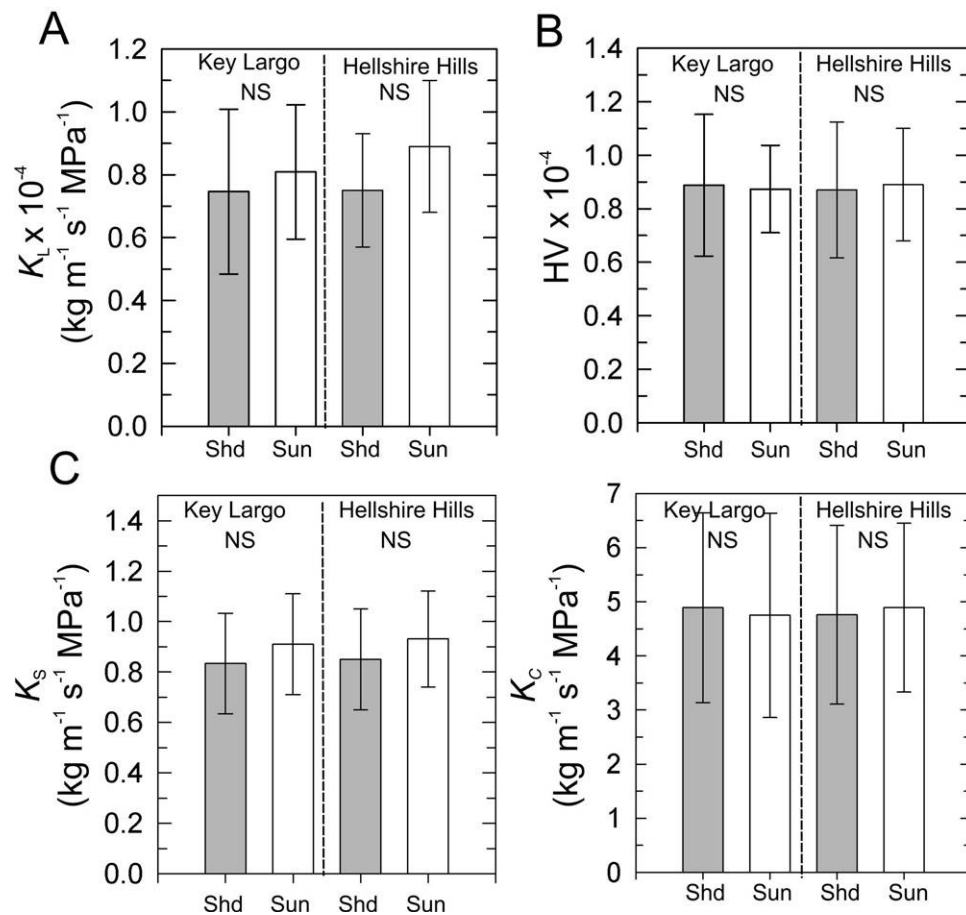 A
1.2
1.0
0.8
0.6
0.4
0.2
0.0
K_L x 10^-4
(kg m^-1 s^-1 MPa^-1)
Key Largo
NS
Hellshire Hills
NS
Shd Sun Shd Sun
B
1.4
1.2
1.0
0.8
0.6
0.4
0.2
0.0
HV x 10^-4
Key Largo
NS
Hellshire Hills
NS
Shd Sun Shd Sun
C
1.4
1.2
1.0
0.8
0.6
0.4
0.2
0.0
K_S
(kg m^-1 s^-1 MPa^-1)
Key Largo
NS
Hellshire Hills
NS
Shd Sun Shd Sun
7
6
5
4
3
2
1
0
K_C
(kg m^-1 s^-1 MPa^-1)
Key Largo
NS
Hellshire Hills
NS
Shd Sun Shd Sun